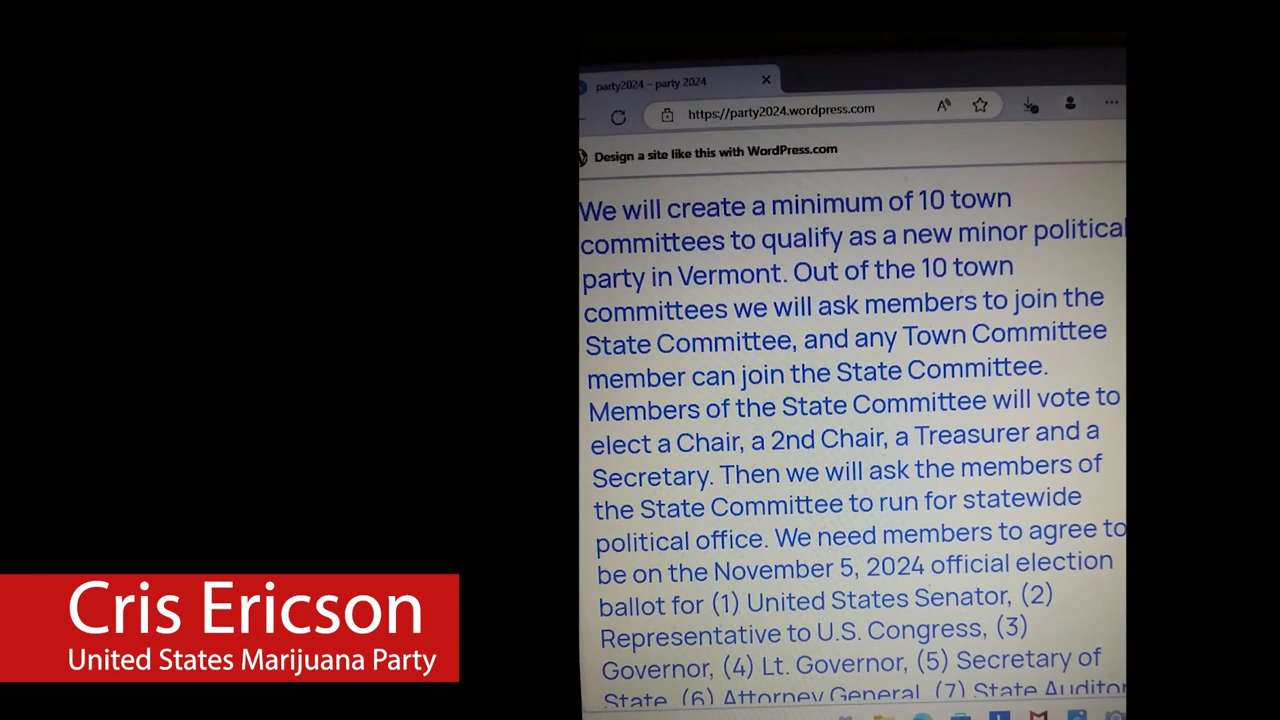 party2024 – party 2024
https://party2024.wordpress.com
Design a site like this with WordPress.com
We will create a minimum of 10 town
committees to qualify as a new minor political
party in Vermont. Out of the 10 town
committees we will ask members to join the
State Committee, and any Town Committee
member can join the State Committee.
Members of the State Committee will vote to
elect a Chair, a 2nd Chair, a Treasurer and a
Secretary. Then we will ask the members of
the State Committee to run for statewide
political office. We need members to agree to
be on the November 5, 2024 official election
ballot for (1) United States Senator, (2)
Representative to U.S. Congress, (3)
Governor, (4) Lt. Governor, (5) Secretary of
State, (6) Attorney General, (7) State Auditor
Cris Ericson
United States Marijuana Party